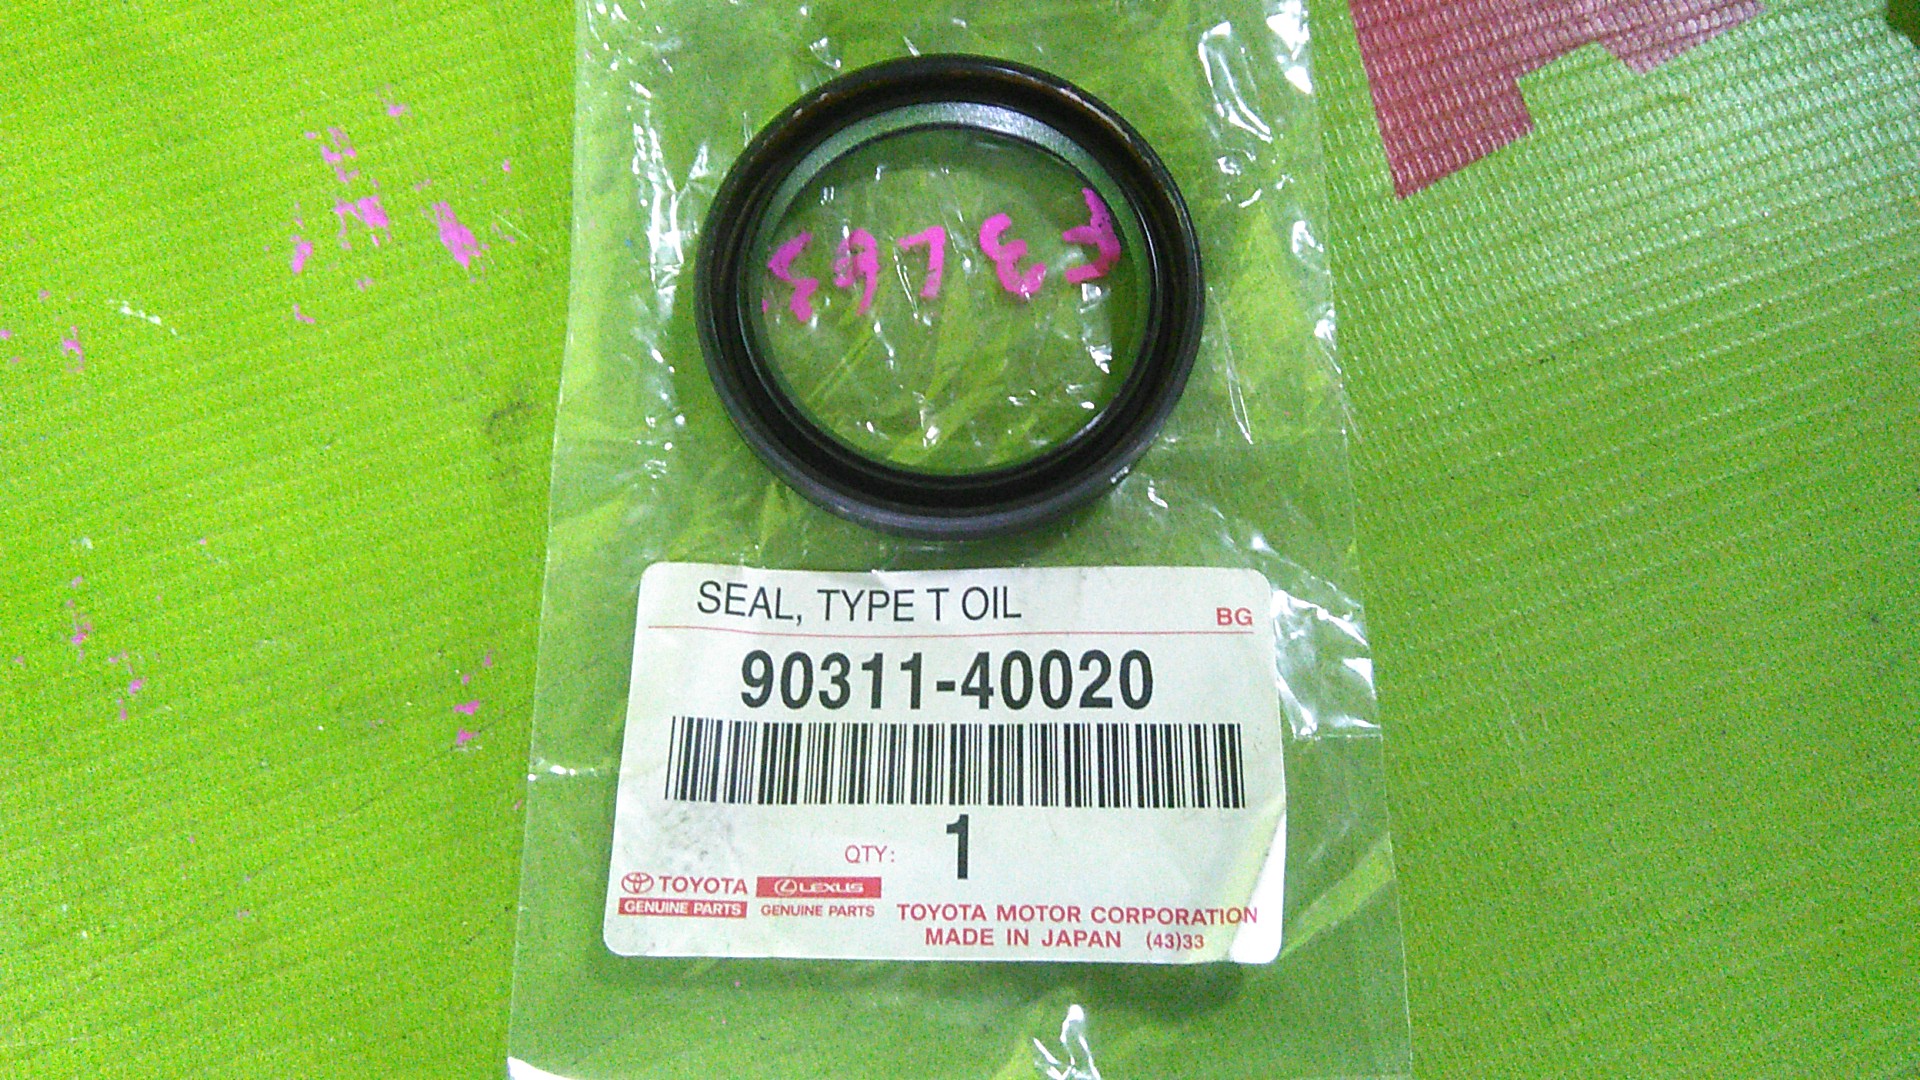 SEAL, TYPE T OIL
BG
90311-40020
QTY: 1
TOYOTA
GENUINE PARTS
LEXUS
GENUINE PARTS
TOYOTA MOTOR CORPORATION
MADE IN JAPAN (43)33